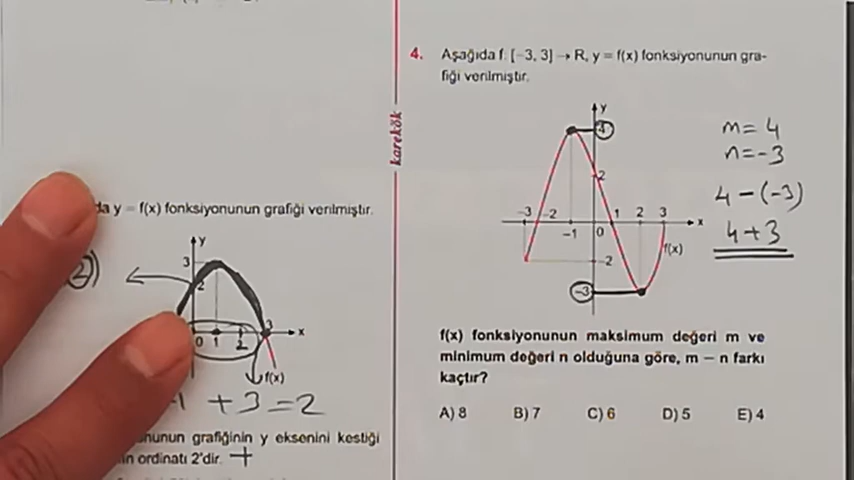 da y = f(x) fonksiyonunun grafiği verilmiştir.
y
3
2
2
0 1 2 3 x
f(x)
1 + 3 = 2
nunun grafiğinin y eksenini kestiği
in ordinatı 2'dir. +
karekök
4. Aşağıda f: [-3, 3] → R, y = f(x) fonksiyonunun gra-
fiği verilmiştir.
y
4
2
-3 -2 -1 0 1 2 3 x
-2
f(x)
-3
m = 4
n = -3
4 - (-3)
4 + 3
f(x) fonksiyonunun maksimum değeri m ve
minimum değeri n olduğuna göre, m - n farkı
kaçtır?
A) 8 B) 7 C) 6 D) 5 E) 4